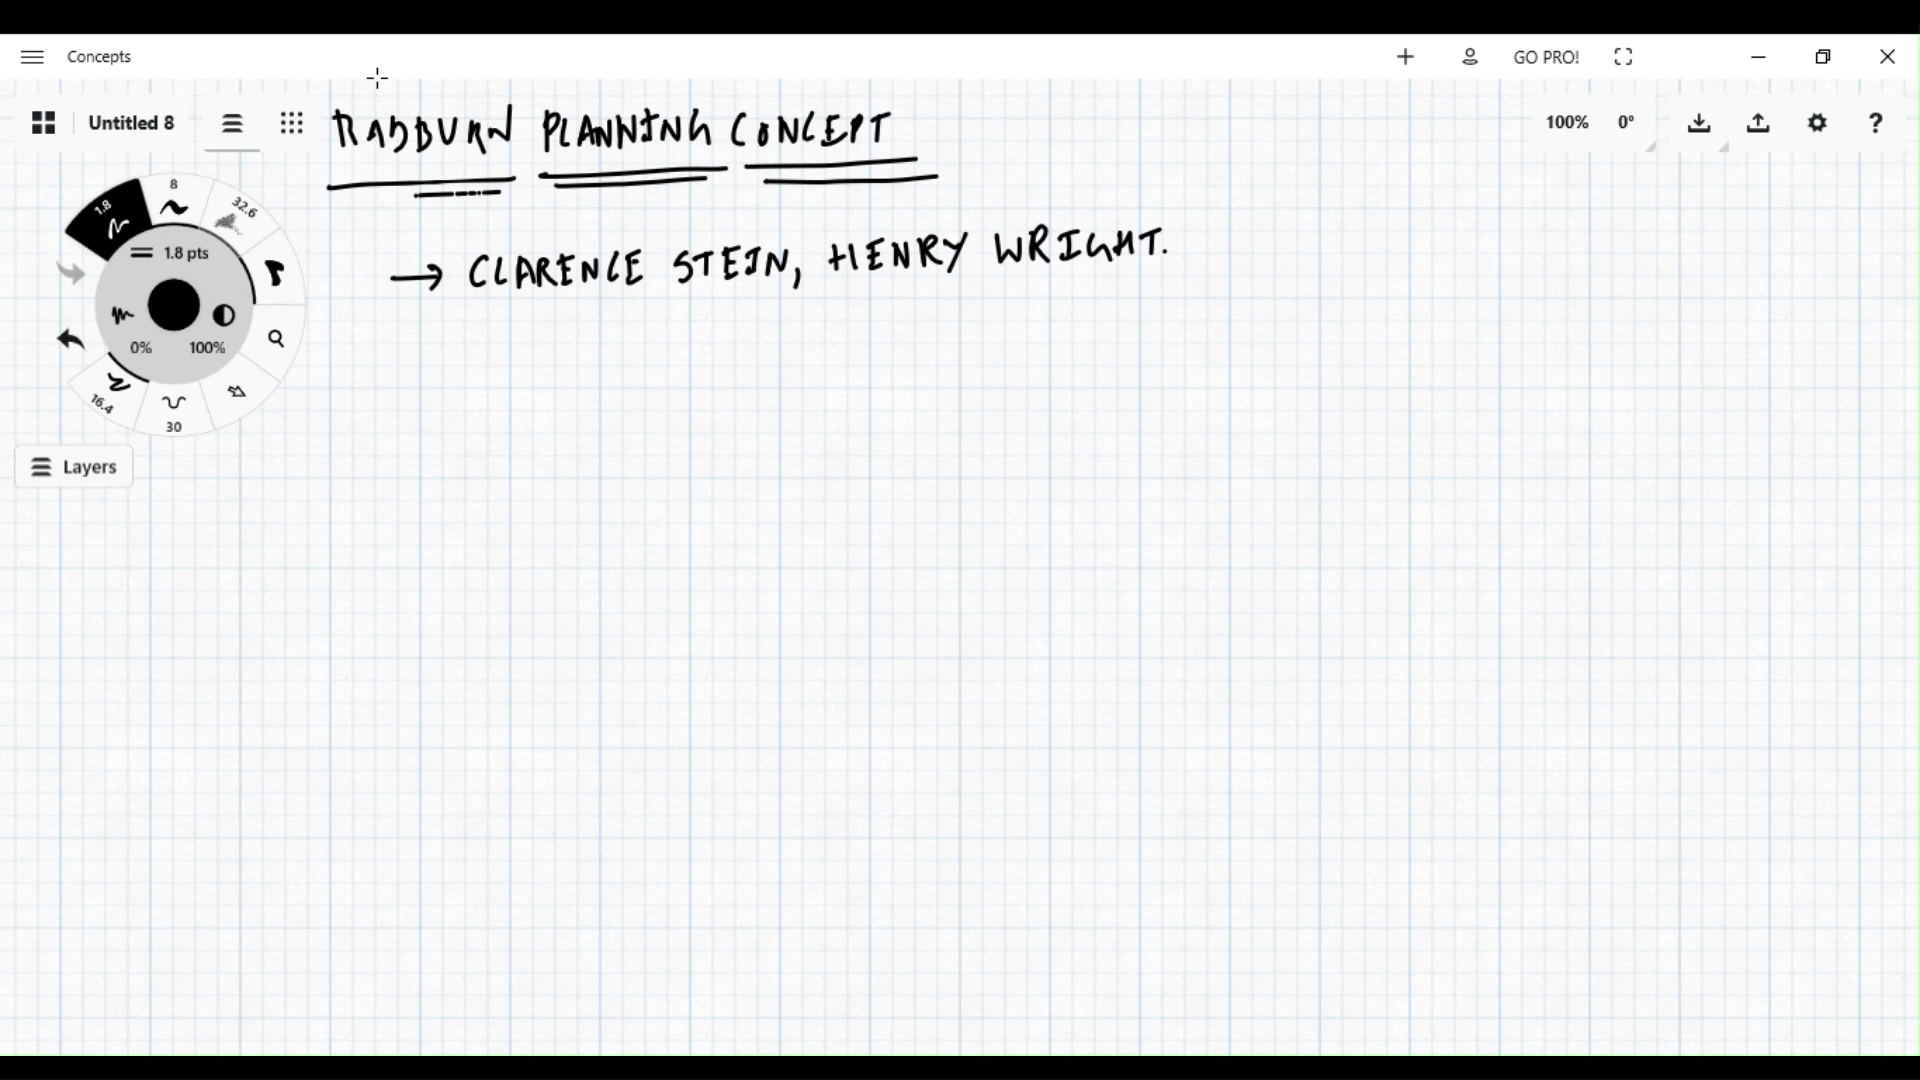 Concepts
GO PRO!
Untitled 8
100% 0°
RADBURN PLANNING CONCEPT
→ CLARENCE STEIN, HENRY WRIGHT.
8
1.8
32.6
1.8 pts
0% 100%
16.4
30
Layers